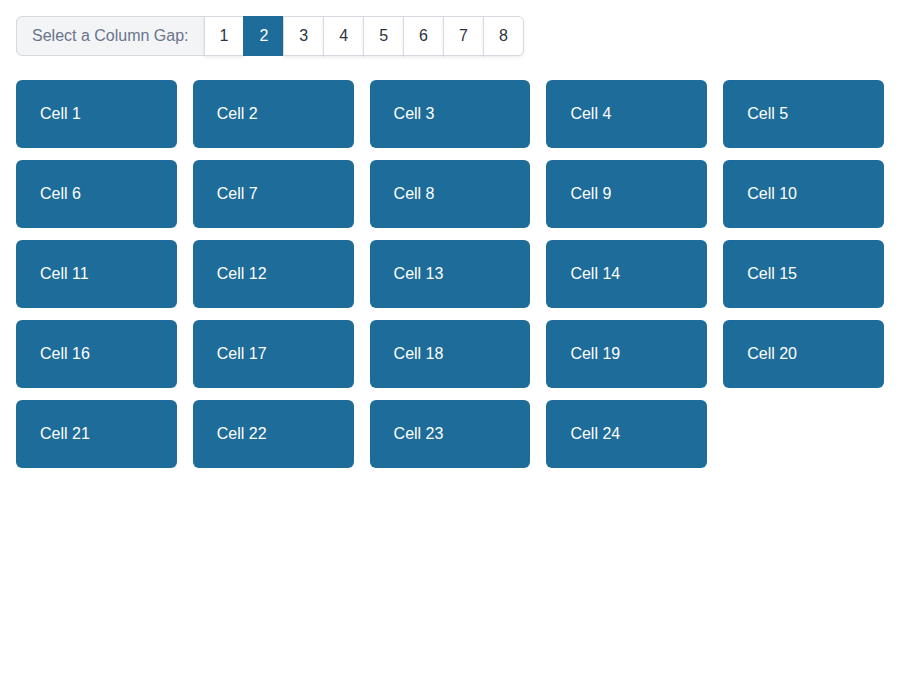 Select a Column Gap: 1 2 3 4 5 6 7 8
Cell 1 Cell 2 Cell 3 Cell 4 Cell 5
Cell 6 Cell 7 Cell 8 Cell 9 Cell 10
Cell 11 Cell 12 Cell 13 Cell 14 Cell 15
Cell 16 Cell 17 Cell 18 Cell 19 Cell 20
Cell 21 Cell 22 Cell 23 Cell 24